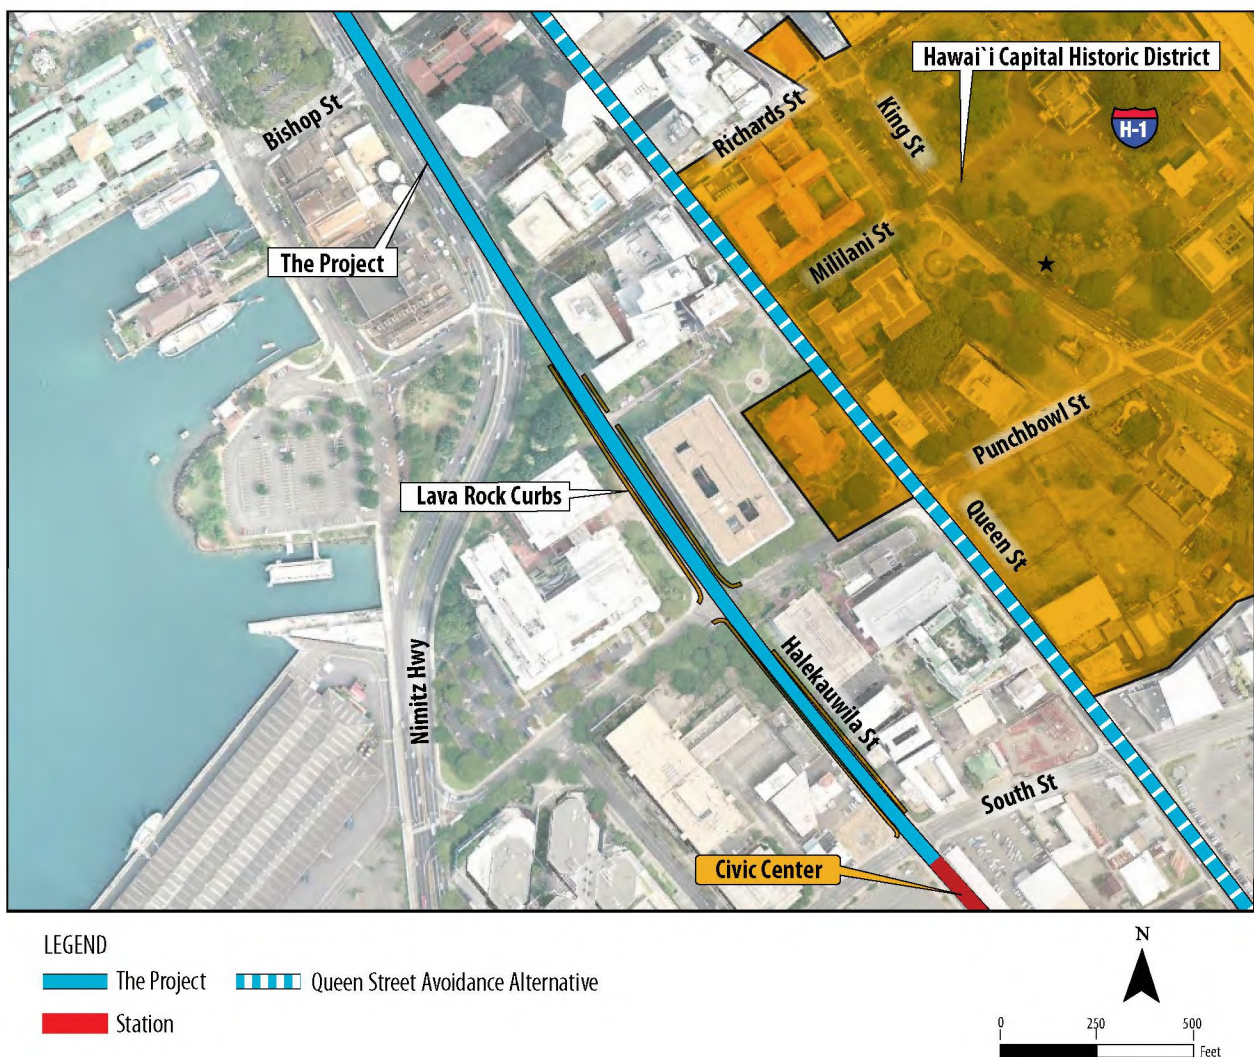 Hawai`i Capital Historic District
H-1
Bishop St
Richards St
King St
The Project
Mililani St
Lava Rock Curbs
Punchbowl St
Queen St
Nimitz Hwy
Halekauwila St
South St
Civic Center
LEGEND
The Project
Queen Street Avoidance Alternative
Station
N
0 250 500
Feet